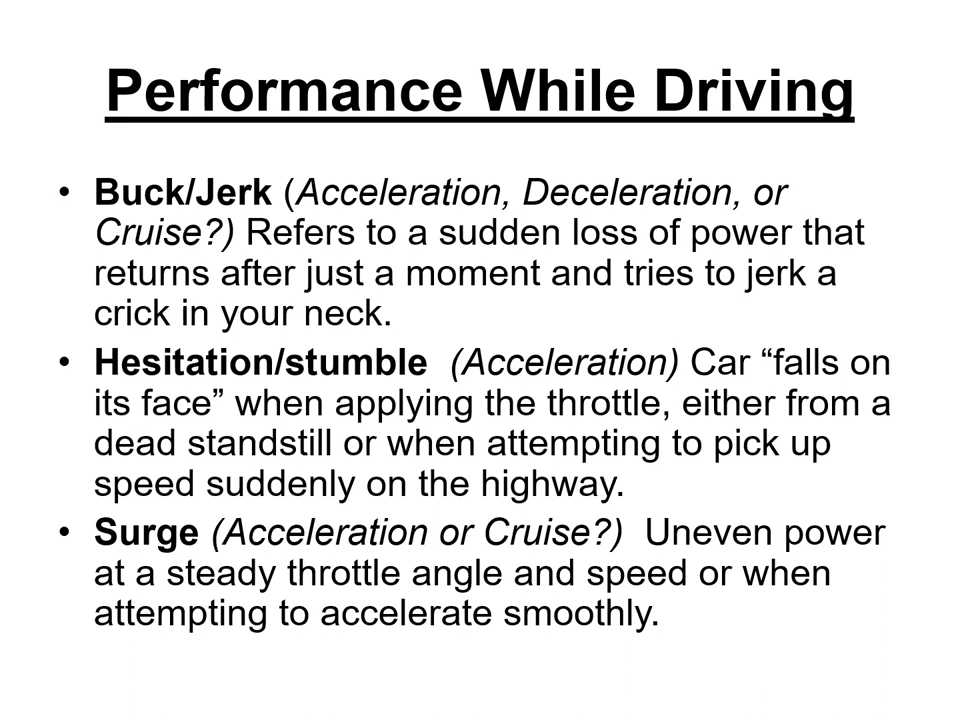 Performance While Driving
• Buck/Jerk (Acceleration, Deceleration, or
Cruise?) Refers to a sudden loss of power that
returns after just a moment and tries to jerk a
crick in your neck.
• Hesitation/stumble (Acceleration) Car “falls on
its face” when applying the throttle, either from a
dead standstill or when attempting to pick up
speed suddenly on the highway.
• Surge (Acceleration or Cruise?) Uneven power
at a steady throttle angle and speed or when
attempting to accelerate smoothly.